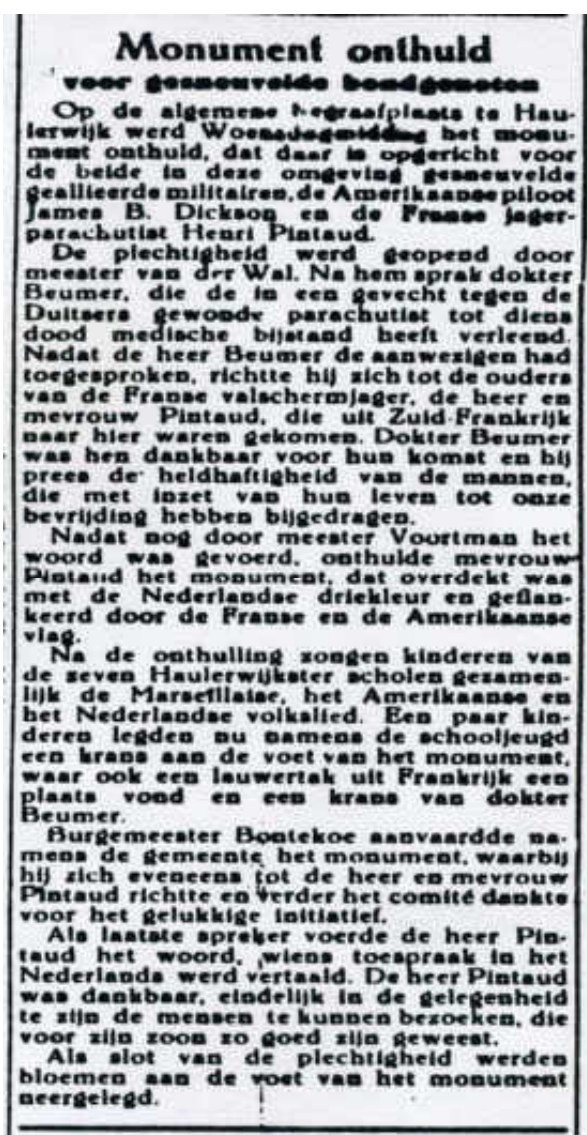 Monument onthuld
voor gesneuvelde bondgenoten
Op de algemene begraafplaats te Hau-
lerwijk werd Woensdagmiddag het monu-
ment onthuld, dat daar is opgericht voor
de beide in deze omgeving gesneuvelde
geallieerde militairen, de Amerikaanse piloot
James B. Dickson en de Franse jager-
parachutist Henri Pintaud.
De plechtigheid werd geopend door
meester van der Wal. Na hem sprak dokter
Beumer, die de in een gevecht tegen de
Duitsers gewonde parachutist tot diens
dood medische bijstand heeft verleend.
Nadat de heer Beumer de aanwezigen had
toegesproken, richtte hij zich tot de ouders
van de Franse valschermjager, de heer en
mevrouw Pintaud, die uit Zuid-Frankrijk
naar hier waren gekomen. Dokter Beumer
was hen dankbaar voor hun komst en hij
prees de heldhaftigheid van de mannen,
die met inzet van hun leven tot onze
bevrijding hebben bijgedragen.
Nadat nog door meester Voortman het
woord was gevoerd, onthulde mevrouw
Pintaud het monument, dat overdekt was
met de Nederlandse driekleur en geflan-
keerd door de Franse en de Amerikaanse
vlag.
Na de onthulling zongen kinderen van
de zeven Haulerwijkster scholen gezamen-
lijk de Marseillaise, het Amerikaanse en
het Nederlandse volkslied. Een paar kin-
deren legden nu namens de schooljeugd
een krans aan de voet van het monument,
waar ook een lauwertak uit Frankrijk een
plaats vond en een krans van dokter
Beumer.
Burgemeester Bontekoe aanvaardde na-
mens de gemeente het monument, waarbij
hij zich eveneens tot de heer en mevrouw
Pintaud richtte en verder het comité dankte
voor het gelukkige initiatief.
Als laatste spreker voerde de heer Pin-
taud het woord, wiens toespraak in het
Nederlands werd vertaald. De heer Pintaud
was dankbaar, eindelijk in de gelegenheid
te zijn de mensen te kunnen bezoeken, die
voor zijn zoon zo goed zijn geweest.
Als slot van de plechtigheid werden
bloemen aan de voet van het monument
neergelegd.